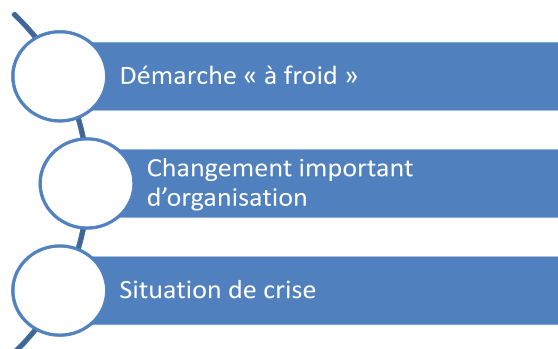 Démarche « à froid »
Changement important
d’organisation
Situation de crise